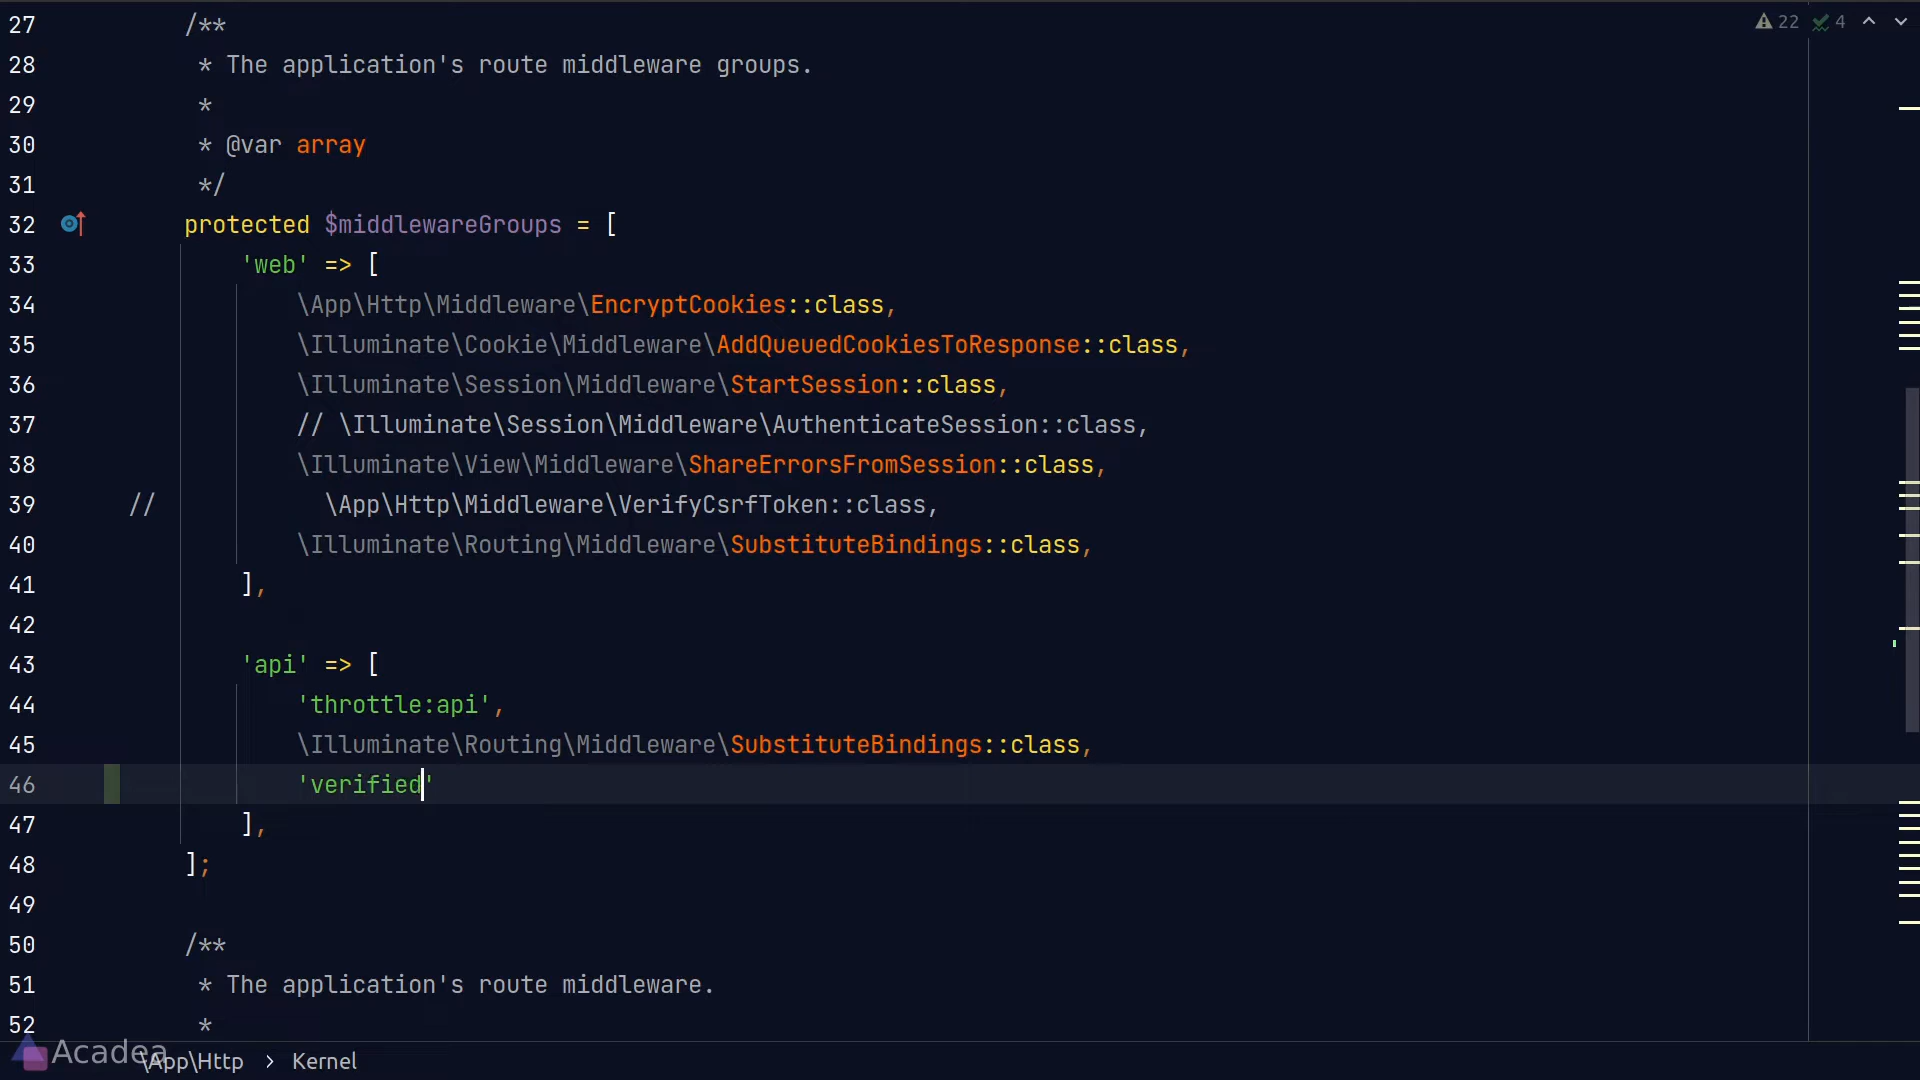 27 /**
22 4
28 * The application's route middleware groups.
29 *
30 * @var array
31 */
32 protected $middlewareGroups = [
33 'web' => [
34 \App\Http\Middleware\EncryptCookies::class,
35 \Illuminate\Cookie\Middleware\AddQueuedCookiesToResponse::class,
36 \Illuminate\Session\Middleware\StartSession::class,
37 // \Illuminate\Session\Middleware\AuthenticateSession::class,
38 \Illuminate\View\Middleware\ShareErrorsFromSession::class,
39 // \App\Http\Middleware\VerifyCsrfToken::class,
40 \Illuminate\Routing\Middleware\SubstituteBindings::class,
41 ],
42
43 'api' => [
44 'throttle:api',
45 \Illuminate\Routing\Middleware\SubstituteBindings::class,
46 'verified'
47 ],
48 ];
49
50 /**
51 * The application's route middleware.
52 *
Acadea
\App\Http > Kernel